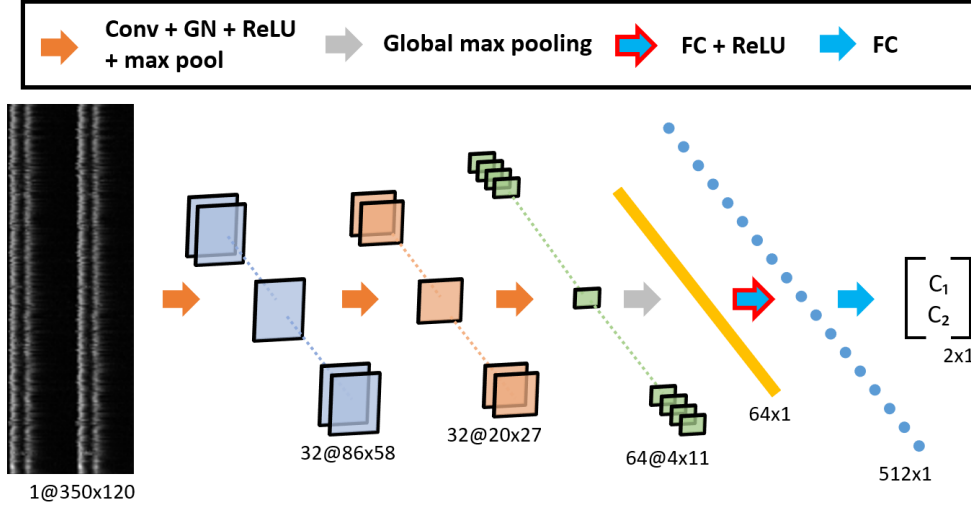 Conv + GN + ReLU
+ max pool
Global max pooling
FC + ReLU
FC
1@350x120
32@86x58
32@20x27
64@4x11
64x1
512x1
C₁
C₂
2x1